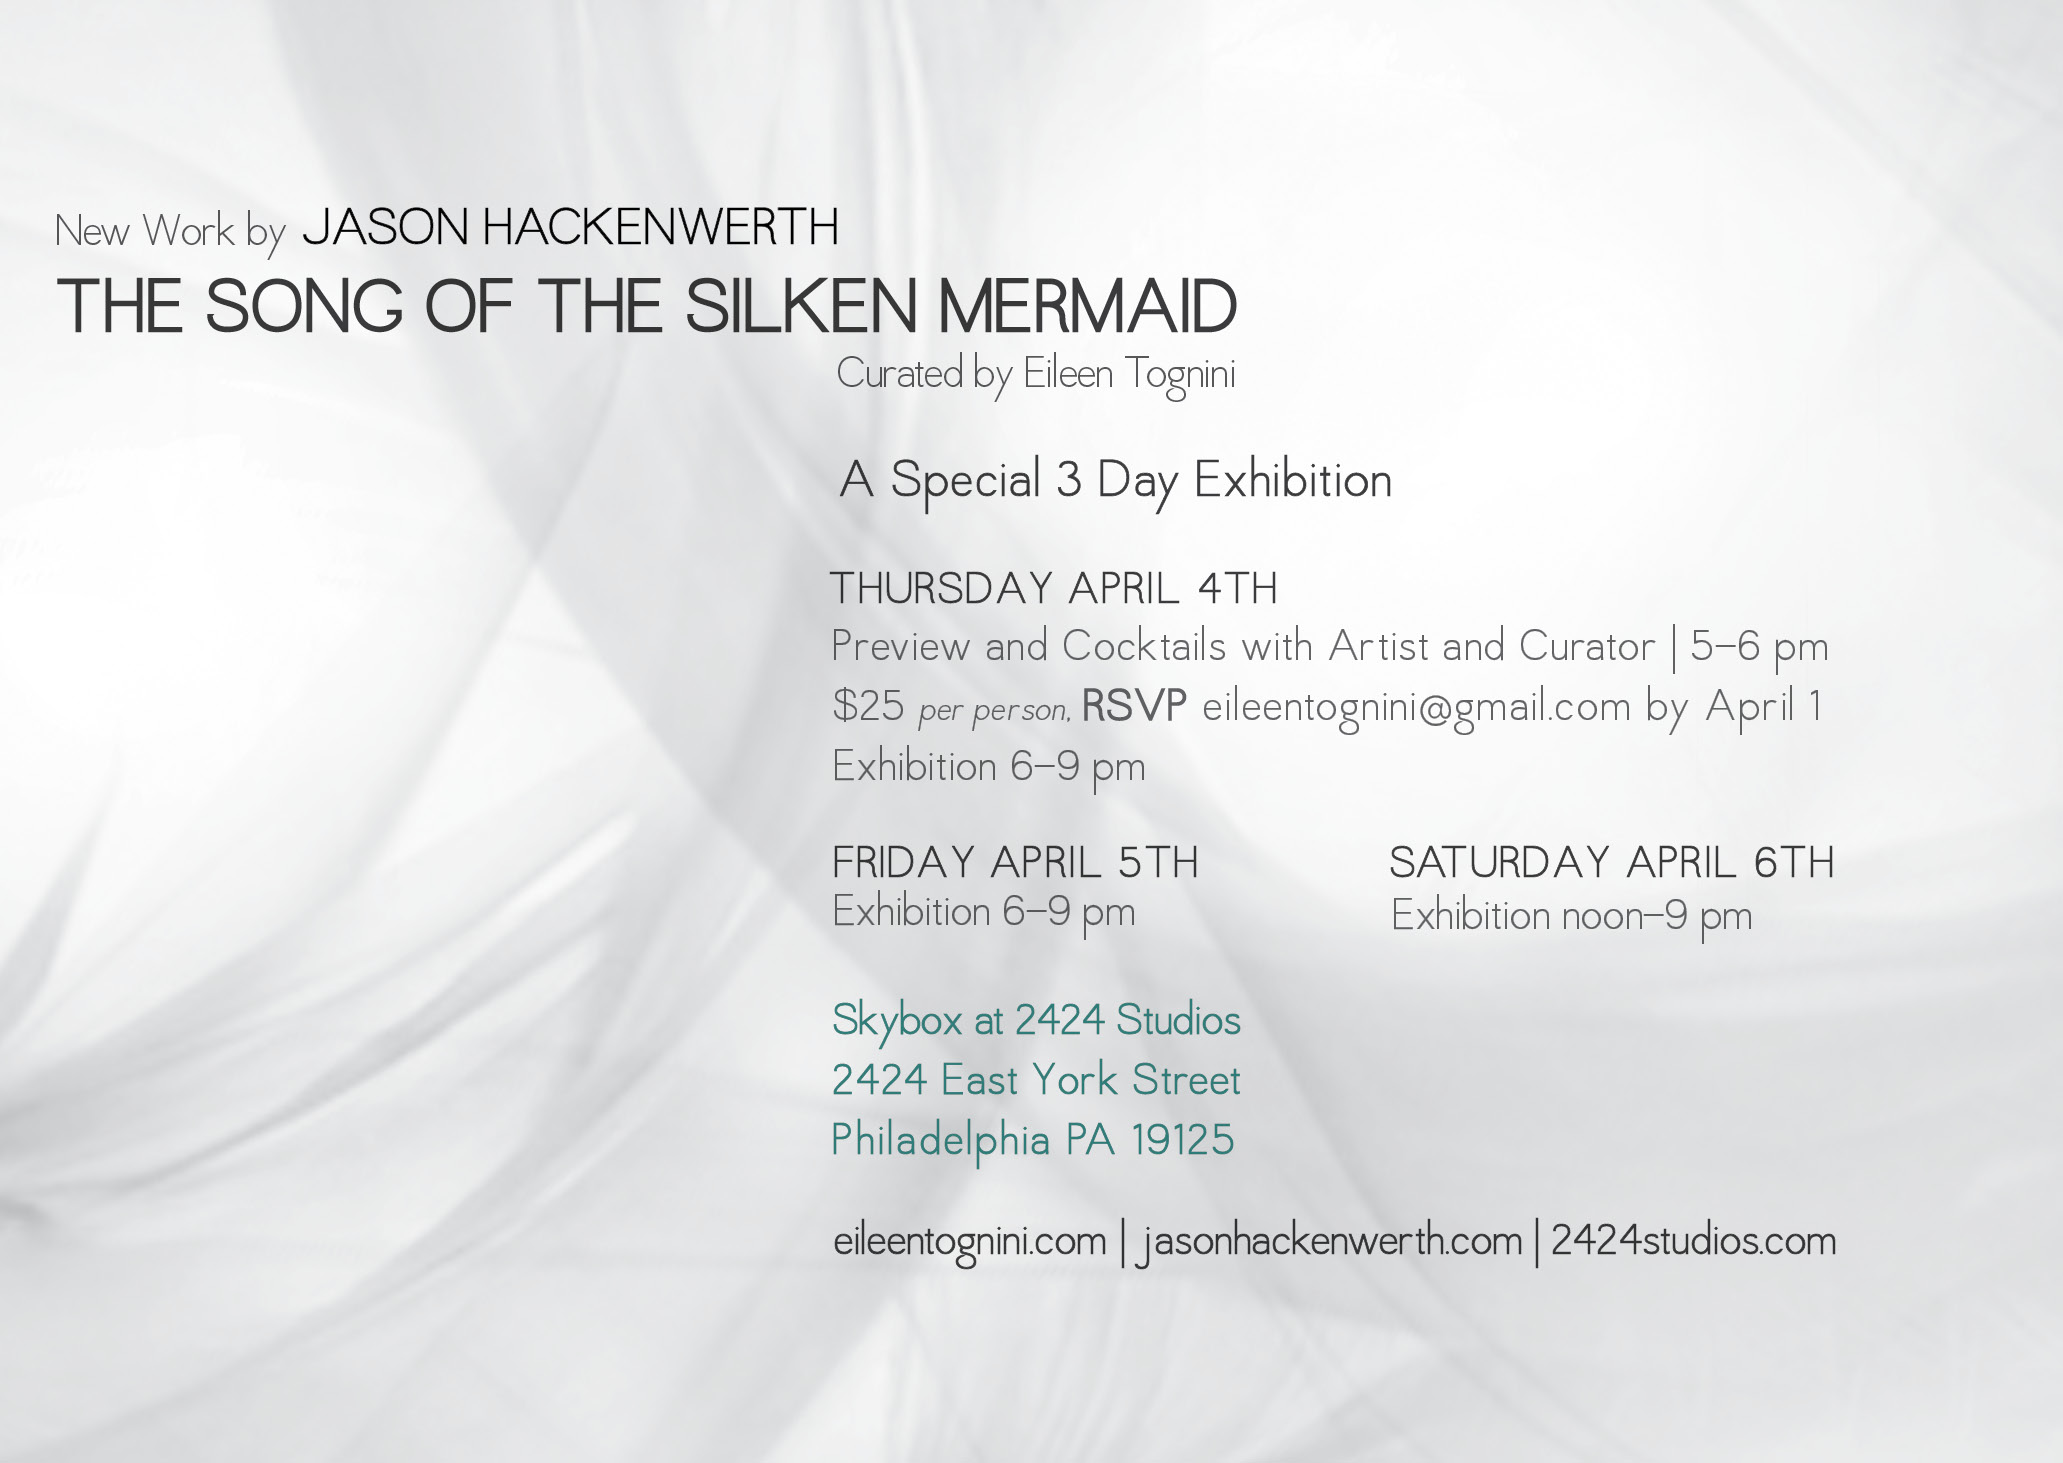 New Work by JASON HACKENWERTH
THE SONG OF THE SILKEN MERMAID
Curated by Eileen Tognini
A Special 3 Day Exhibition
THURSDAY APRIL 4TH
Preview and Cocktails with Artist and Curator | 5–6 pm
$25 per person, RSVP eileentognini@gmail.com by April 1
Exhibition 6–9 pm
FRIDAY APRIL 5TH
Exhibition 6–9 pm
SATURDAY APRIL 6TH
Exhibition noon–9 pm
Skybox at 2424 Studios
2424 East York Street
Philadelphia PA 19125
eileentognini.com | jasonhackenwerth.com | 2424studios.com